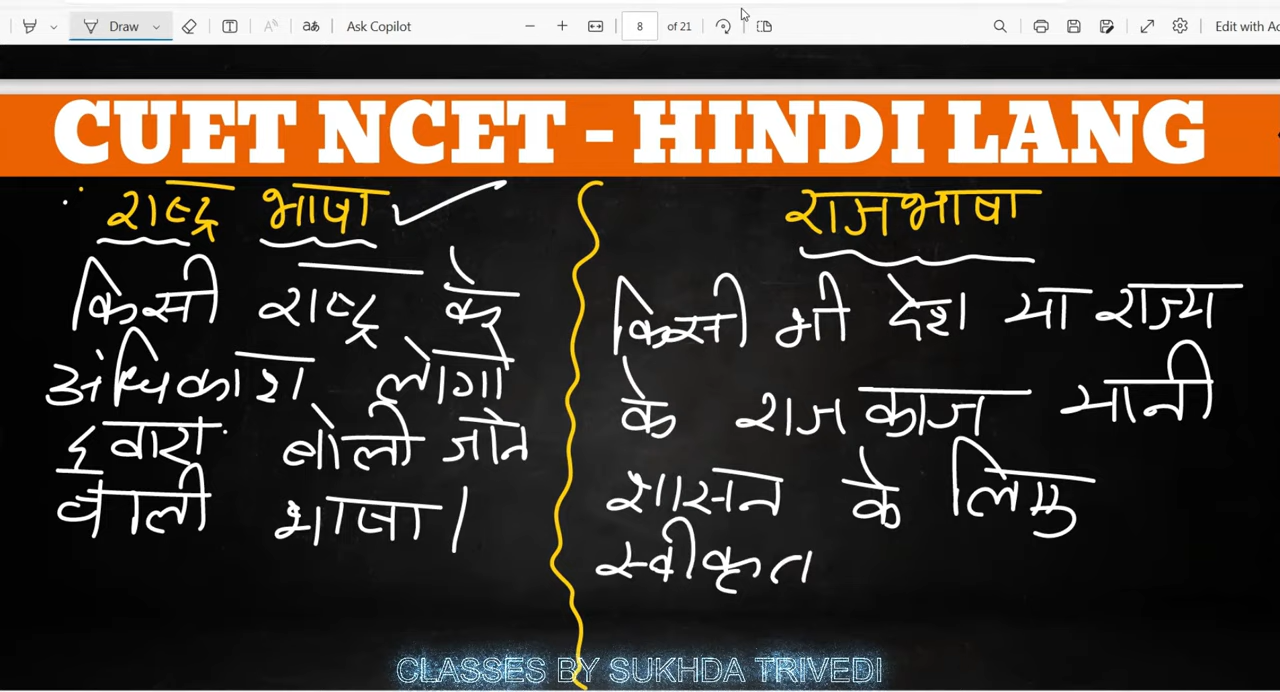 Draw
Ask Copilot
8 of 21
Edit with Ac
CUET NCET - HINDI LANG
राष्ट्र भाषा
किसी राष्ट्र के
अधिकांश लोगों
द्वारा बोली जाने
वाली भाषा।
राजभाषा
किसी भी देश या राज्य
के राज काज यानी
शासन के लिए
स्वीकृत
CLASSES BY SUKHDA TRIVEDI